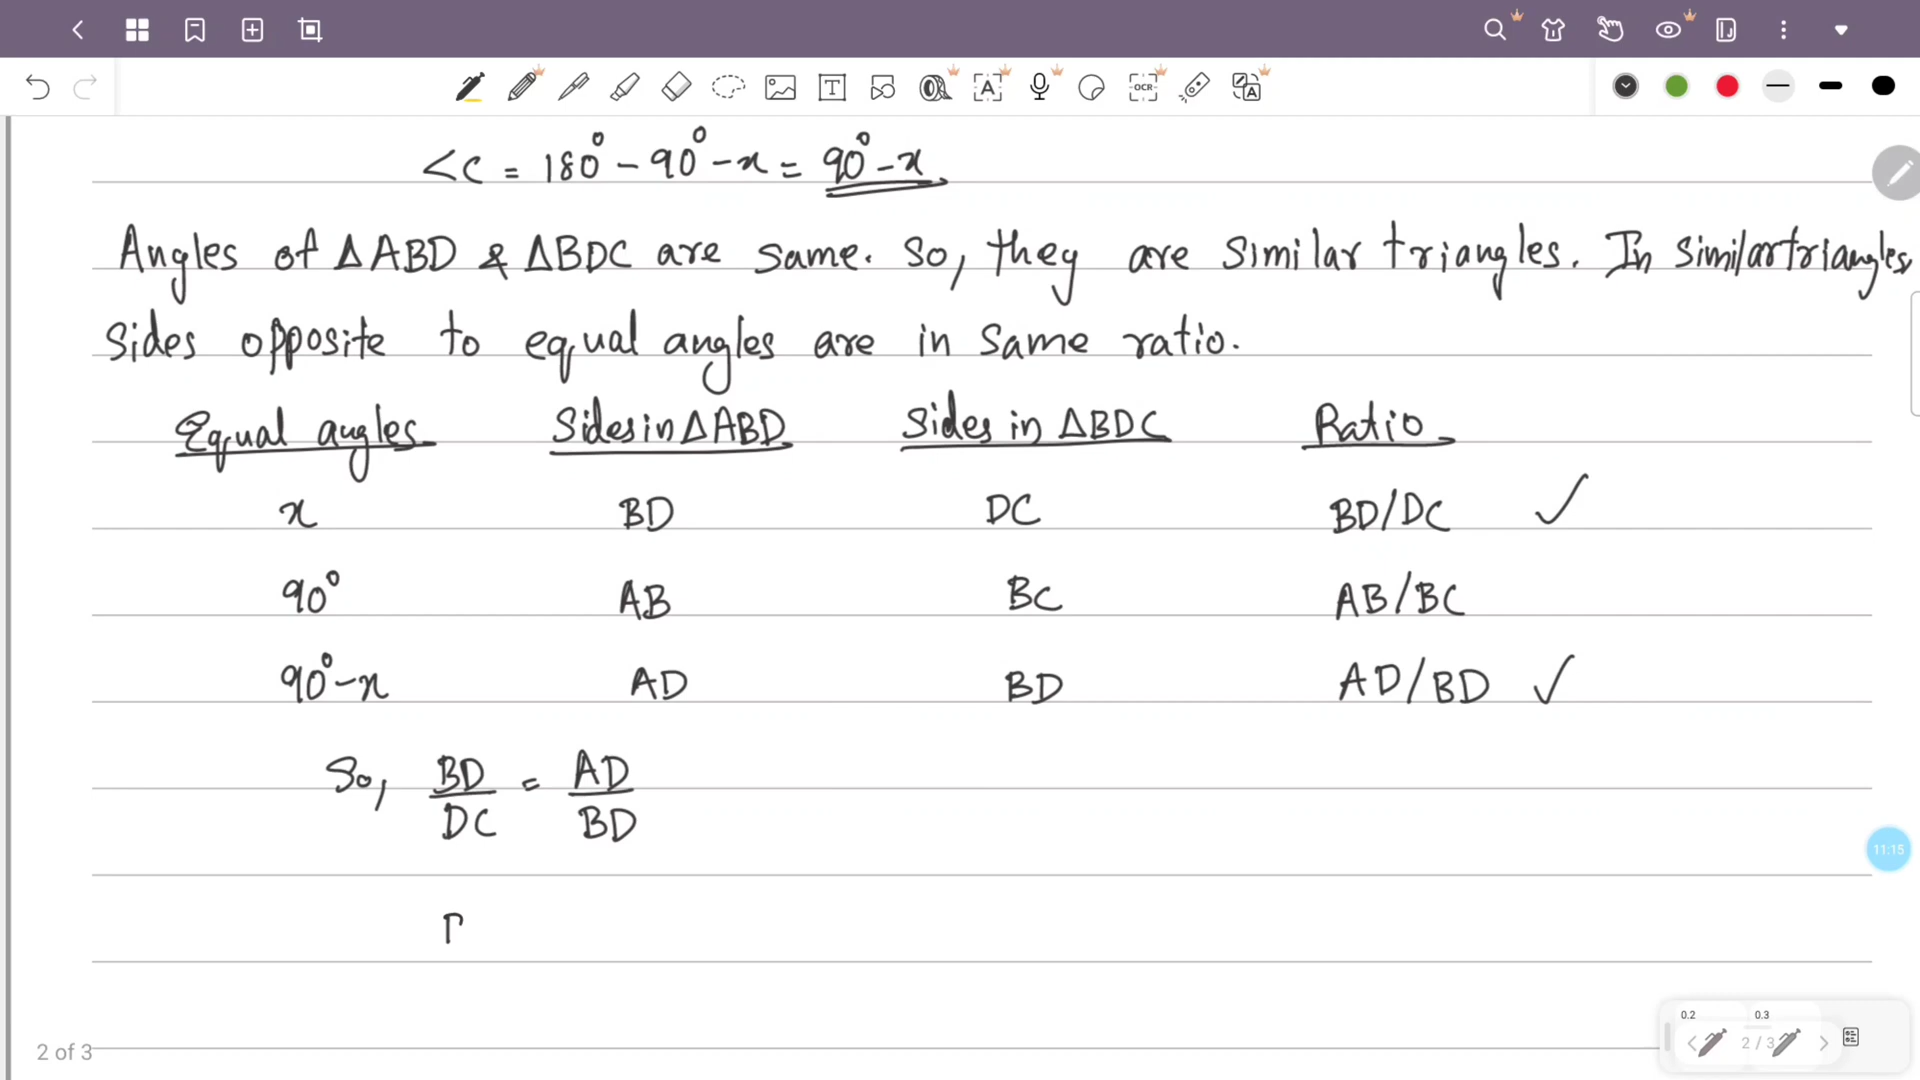 <C = 180° - 90° - x = 90° - x
Angles of ΔABD & ΔBDC are same. So, they are similar triangles. In similar triangles,
Sides opposite to equal angles are in same ratio.
Equal angles Sides in ΔABD Sides in ΔBDC Ratio
x BD DC BD/DC ✓
90° AB BC AB/BC
90°-x AD BD AD/BD ✓
So, BD/DC = AD/BD
11:15
0.2 0.3
2 of 3
2 / 3